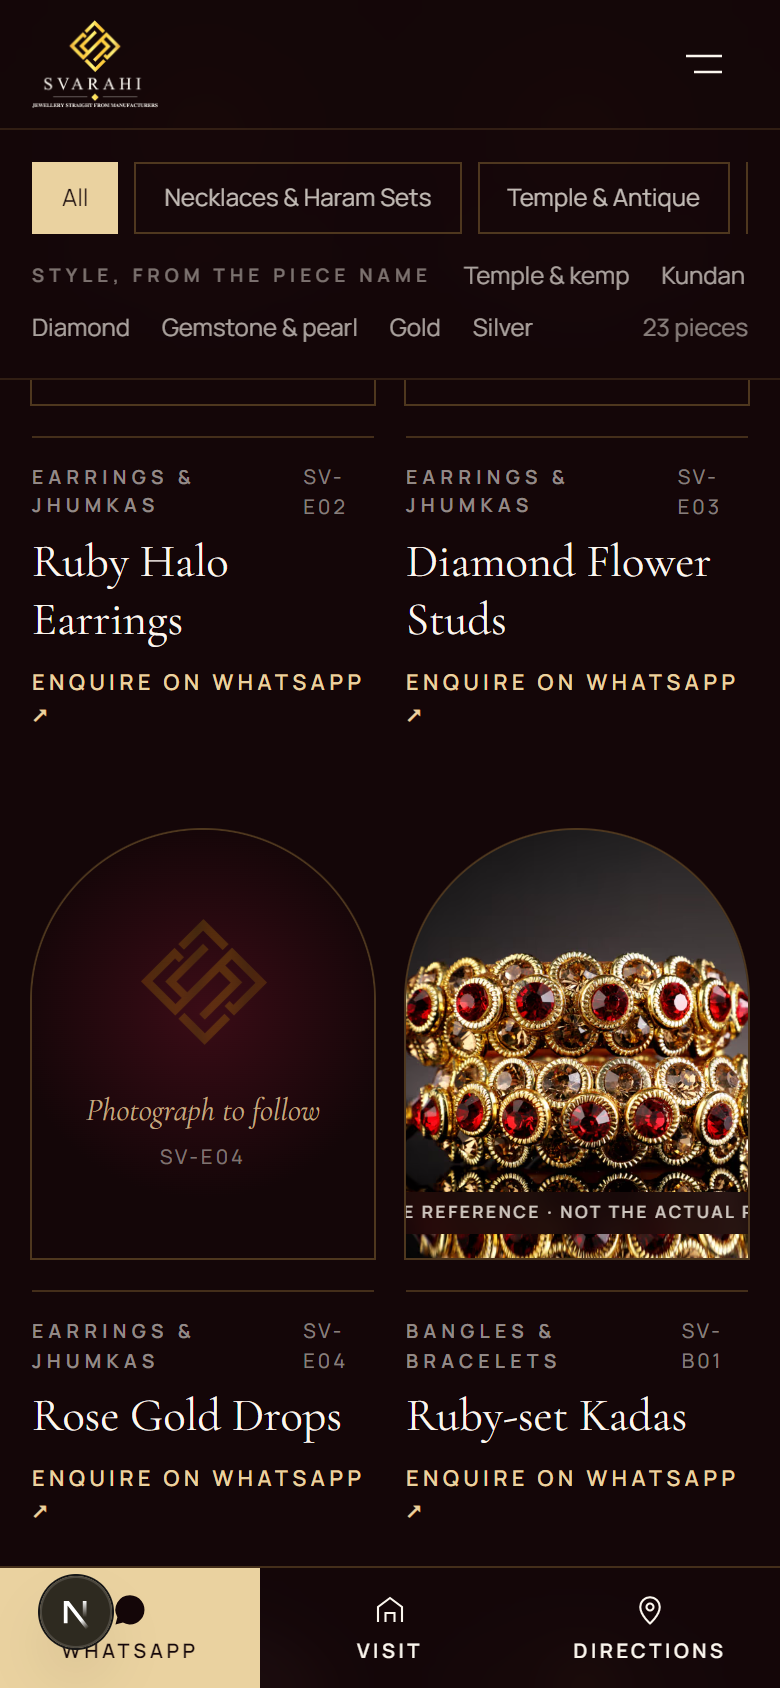 SVARAHI
JEWELLERY STRAIGHT FROM MANUFACTURERS
All
Necklaces & Haram Sets
Temple & Antique
STYLE, FROM THE PIECE NAME
Temple & kemp
Kundan
Diamond
Gemstone & pearl
Gold
Silver
23 pieces
EARRINGS &
JHUMKAS
SV-
E02
Ruby Halo
Earrings
ENQUIRE ON WHATSAPP
↗
EARRINGS &
JHUMKAS
SV-
E03
Diamond Flower
Studs
ENQUIRE ON WHATSAPP
↗
Photograph to follow
SV-E04
E REFERENCE · NOT THE ACTUAL P
EARRINGS &
JHUMKAS
SV-
E04
Rose Gold Drops
ENQUIRE ON WHATSAPP
↗
BANGLES &
BRACELETS
SV-
B01
Ruby-set Kadas
ENQUIRE ON WHATSAPP
↗
N
WHATSAPP
VISIT
DIRECTIONS